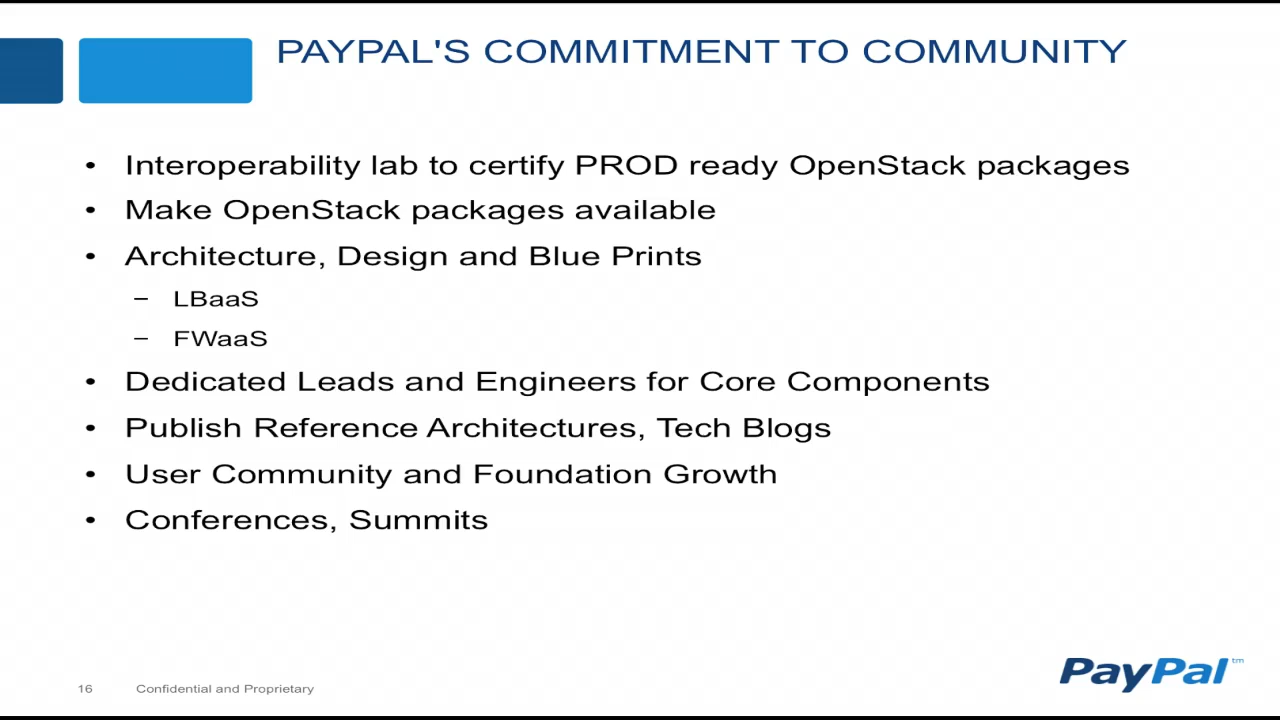 PAYPAL'S COMMITMENT TO COMMUNITY
• Interoperability lab to certify PROD ready OpenStack packages
• Make OpenStack packages available
• Architecture, Design and Blue Prints
– LBaaS
– FWaaS
• Dedicated Leads and Engineers for Core Components
• Publish Reference Architectures, Tech Blogs
• User Community and Foundation Growth
• Conferences, Summits
16 Confidential and Proprietary
PayPal™